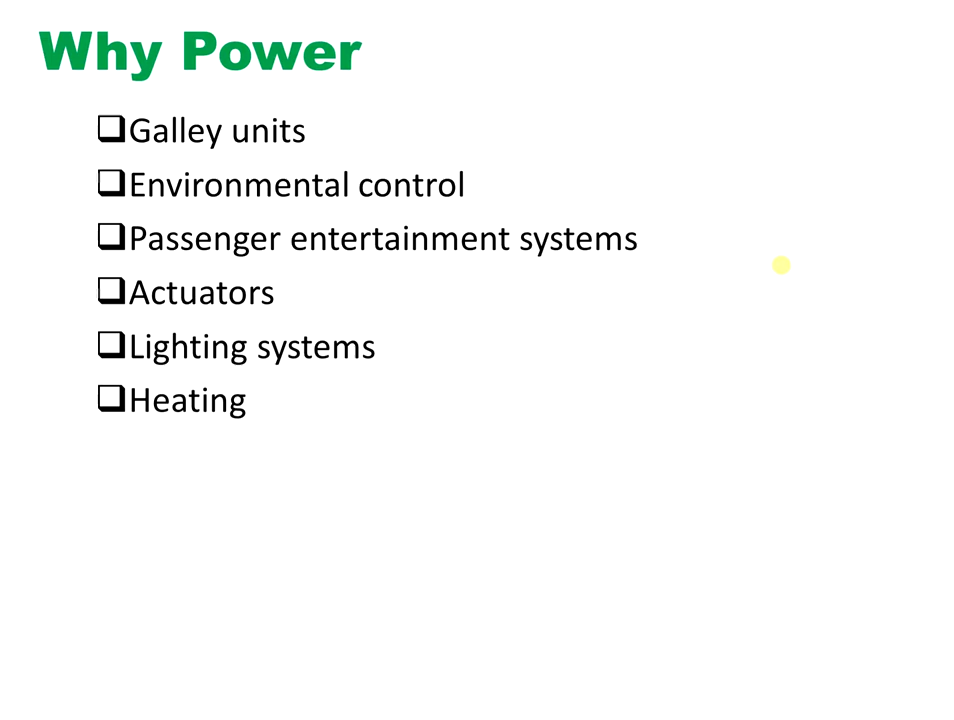 Why Power
❑Galley units
❑Environmental control
❑Passenger entertainment systems
❑Actuators
❑Lighting systems
❑Heating